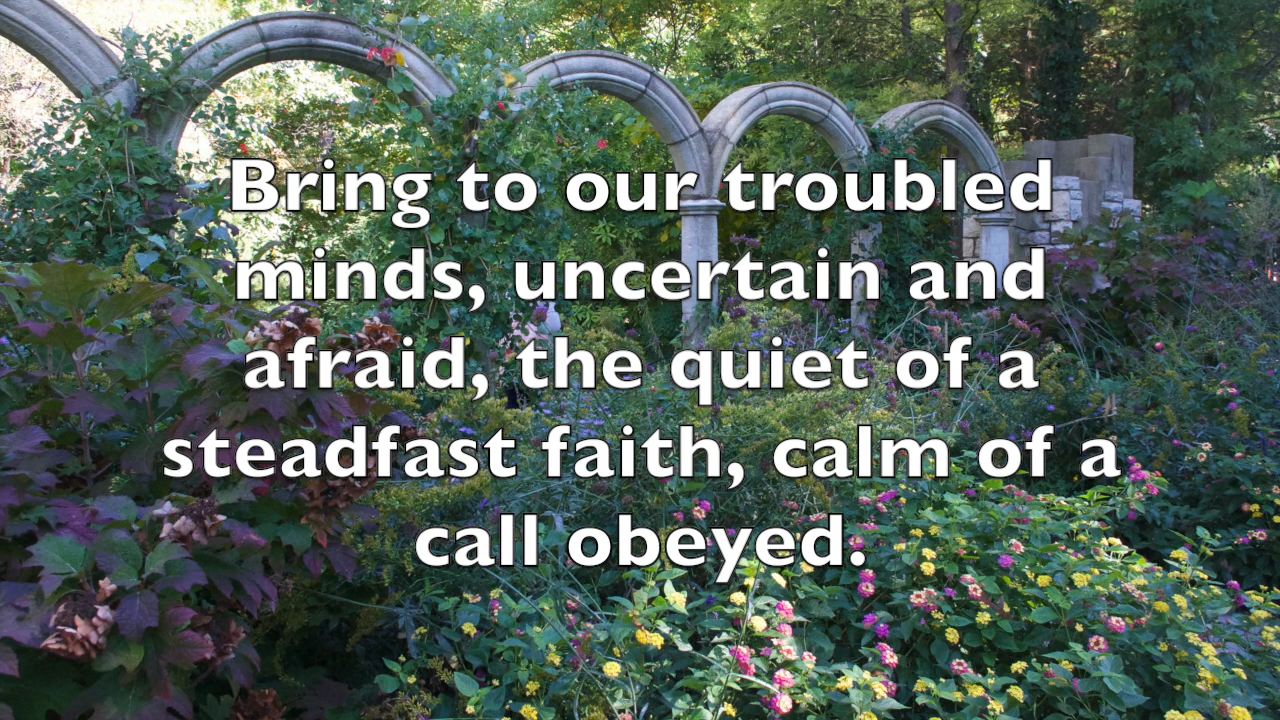 Bring to our troubled
minds, uncertain and
afraid, the quiet of a
steadfast faith, calm of a
call obeyed.